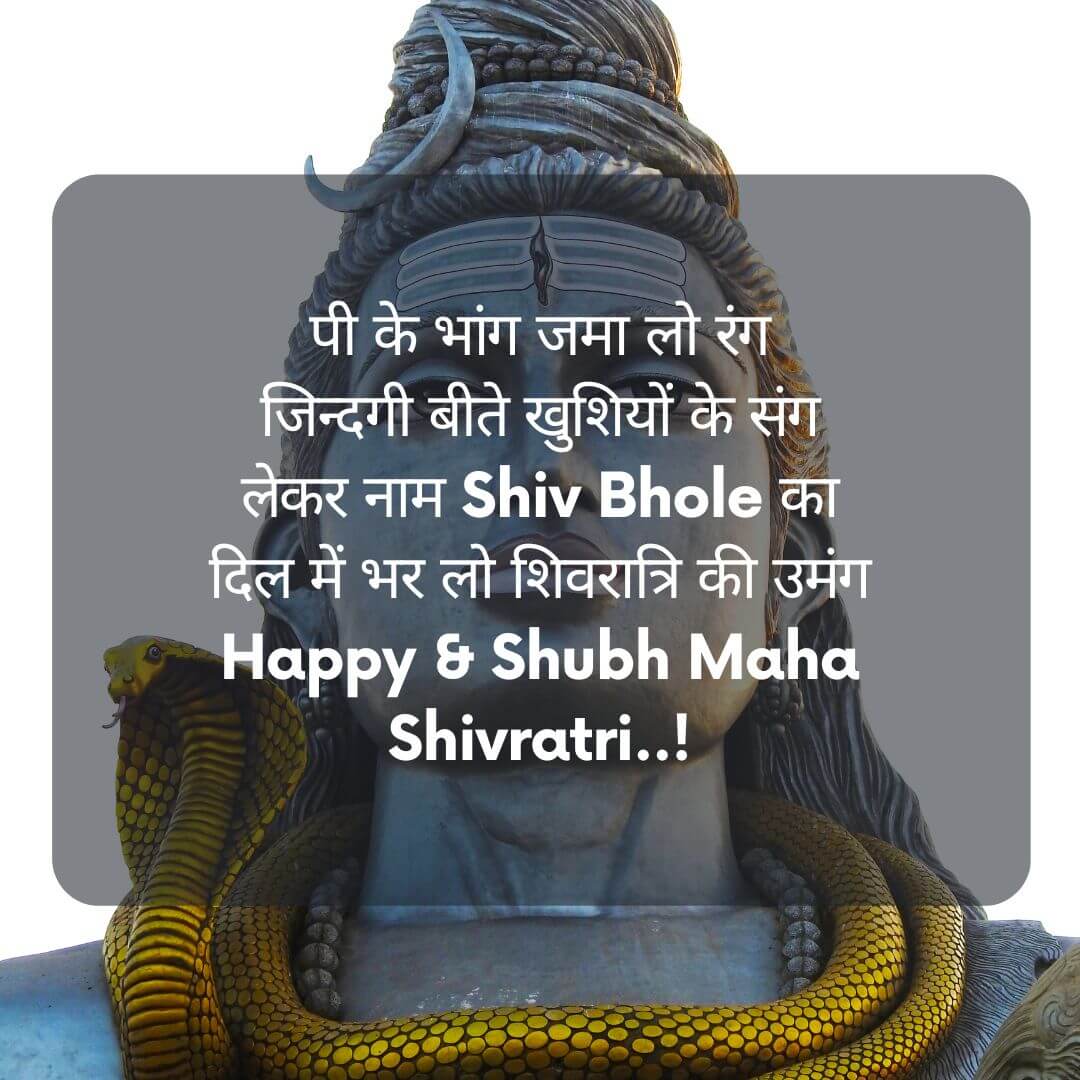 पी के भांग जमा लो रंग
जिन्दगी बीते खुशियों के संग
लेकर नाम Shiv Bhole का
दिल में भर लो शिवरात्रि की उमंग
Happy & Shubh Maha
Shivratri..!